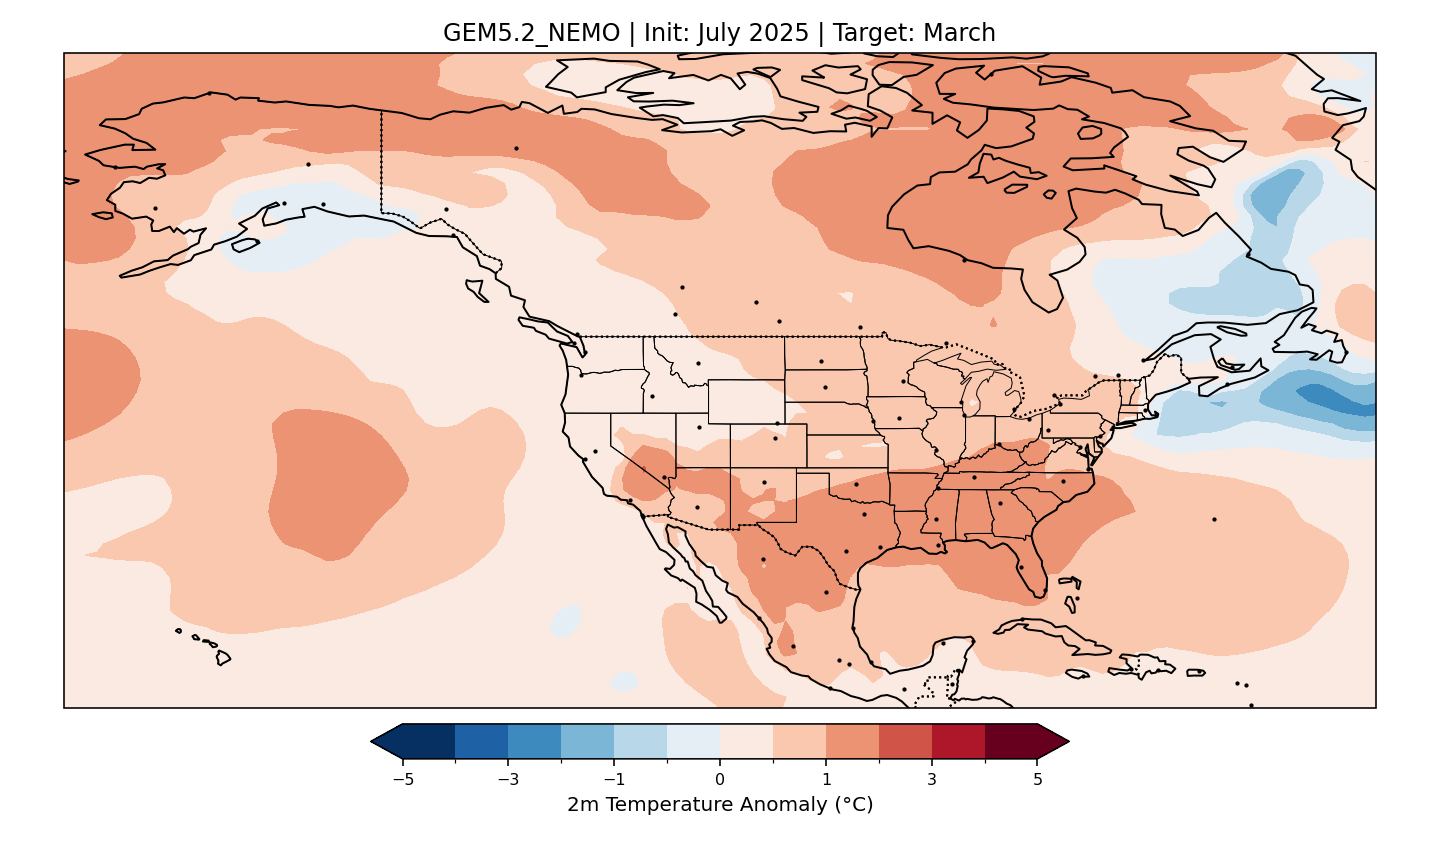 GEM5.2_NEMO | Init: July 2025 | Target: March
−5 −3 −1 0 1 3 5
2m Temperature Anomaly (°C)